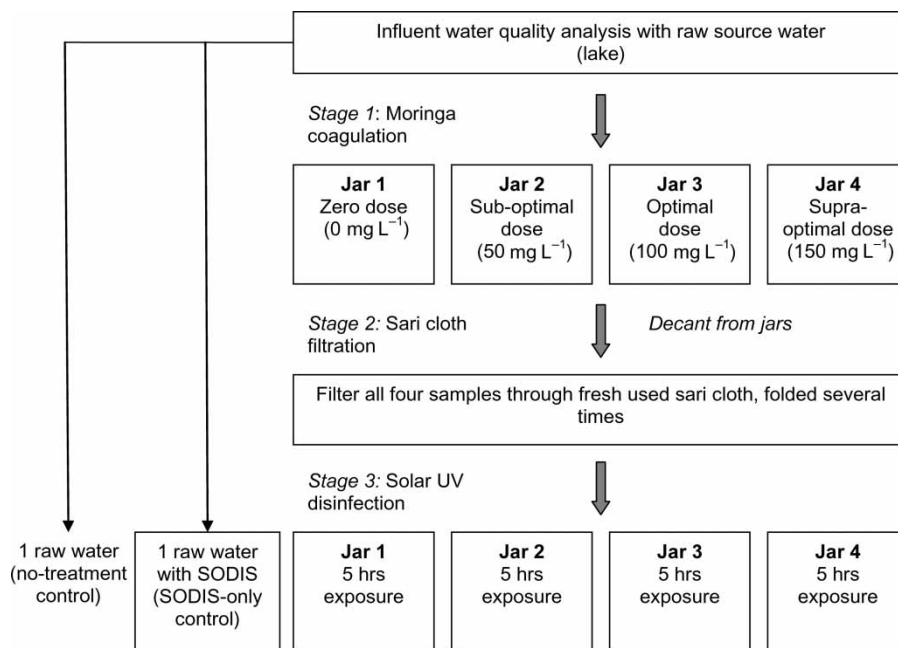 Influent water quality analysis with raw source water
(lake)
Stage 1: Moringa
coagulation
Jar 1
Zero dose
(0 mg L⁻¹)
Jar 2
Sub-optimal
dose
(50 mg L⁻¹)
Jar 3
Optimal
dose
(100 mg L⁻¹)
Jar 4
Supra-
optimal dose
(150 mg L⁻¹)
Stage 2: Sari cloth
filtration
Decant from jars
Filter all four samples through fresh used sari cloth, folded several
times
Stage 3: Solar UV
disinfection
1 raw water
(no-treatment
control)
1 raw water
with SODIS
(SODIS-only
control)
Jar 1
5 hrs
exposure
Jar 2
5 hrs
exposure
Jar 3
5 hrs
exposure
Jar 4
5 hrs
exposure